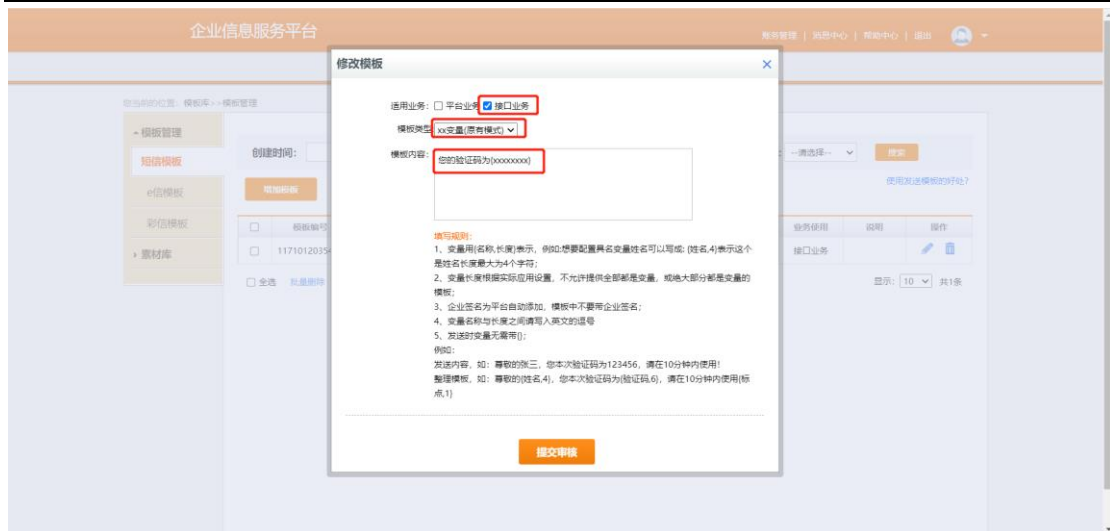 企业信息服务平台
账务管理 | 消息中心 | 帮助中心 | 退出
修改模板
×
您当前的位置：模板库>>模板管理
模板管理
短信模板
e信模板
彩信模板
素材库
创建时间：
--请选择--
搜索
增加模板
使用发送模板的好处?
模板编号
业务使用
说明
操作
1171012035
接口业务
全选
批量删除
显示： 10 共1条
适用业务： 平台业务 接口业务
模板类型 xx变量(原有模式)
模板内容： 您的验证码为{xxxxxxxx}
填写规则：
1、变量用{名称,长度}表示，例如:想要配置具名变量姓名可以写成: {姓名,4}表示这个
是姓名长度最大为4个字符；
2、变量长度根据实际应用设置，不允许提供全部都是变量，或绝大部分都是变量的
模板；
3、企业签名为平台自动添加，模板中不要带企业签名；
4、变量名称与长度之间请写入英文的逗号
5、发送时变量无需带{};
例如：
发送内容，如：尊敬的张三，您本次验证码为123456，请在10分钟内使用！
整理模板，如：尊敬的{姓名,4}，您本次验证码为{验证码,6}，请在10分钟内使用{标
点,1}
提交审核